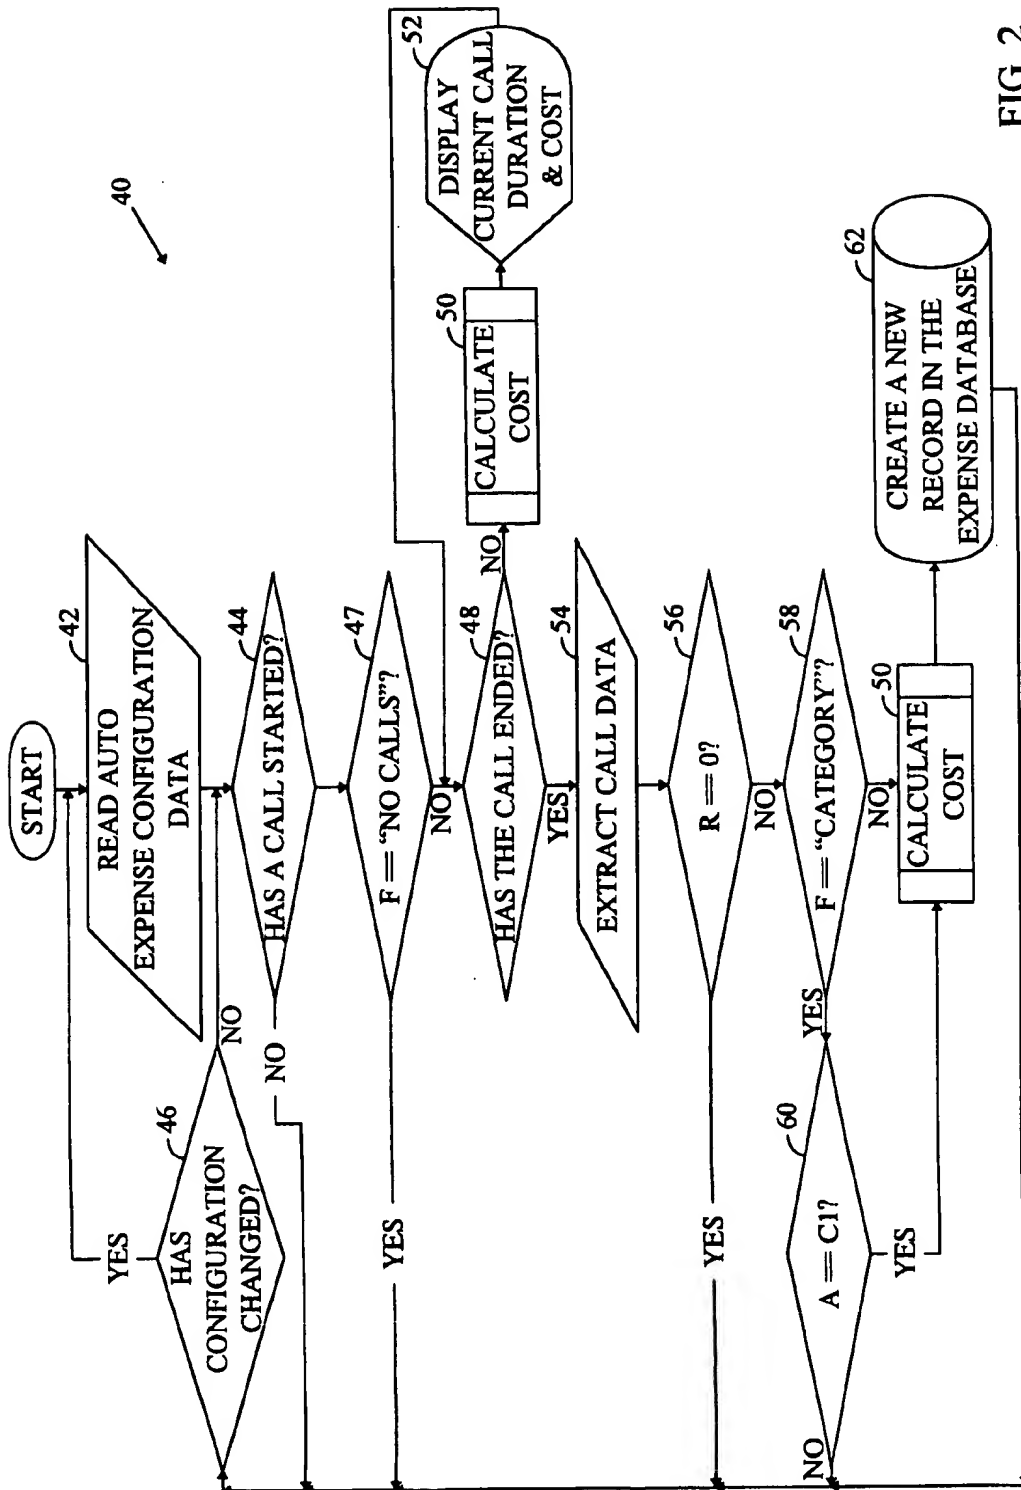 40
START
READ AUTO
EXPENSE CONFIGURATION
DATA
42
HAS A CALL STARTED?
44
NO
HAS
CONFIGURATION
CHANGED?
46
YES
NO
F == "NO CALLS"?
47
YES
NO
HAS THE CALL ENDED?
48
NO
YES
CALCULATE
COST
50
DISPLAY
CURRENT CALL
DURATION
& COST
52
EXTRACT CALL DATA
54
R == 0?
56
YES
NO
F == "CATEGORY"?
58
YES
NO
A == C1?
60
NO
YES
CALCULATE
COST
50
CREATE A NEW
RECORD IN THE
EXPENSE DATABASE
62
FIG. 2